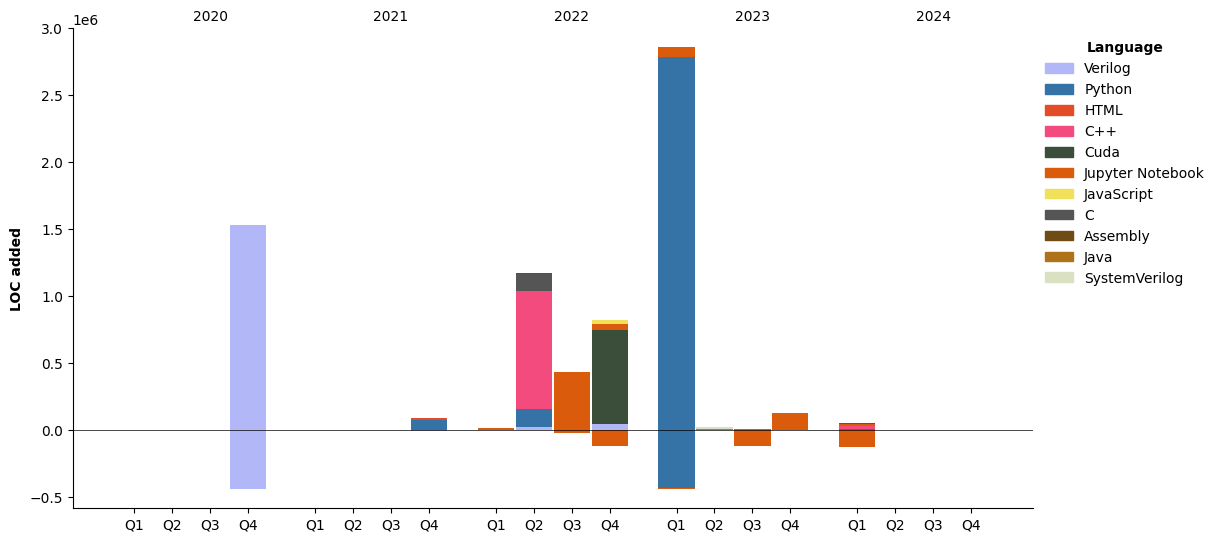 2020 2021 2022 2023 2024
1e6
3.0
2.5
2.0
1.5
1.0
0.5
0.0
−0.5
LOC added
Q1 Q2 Q3 Q4 Q1 Q2 Q3 Q4 Q1 Q2 Q3 Q4 Q1 Q2 Q3 Q4 Q1 Q2 Q3 Q4
Language
Verilog
Python
HTML
C++
Cuda
Jupyter Notebook
JavaScript
C
Assembly
Java
SystemVerilog